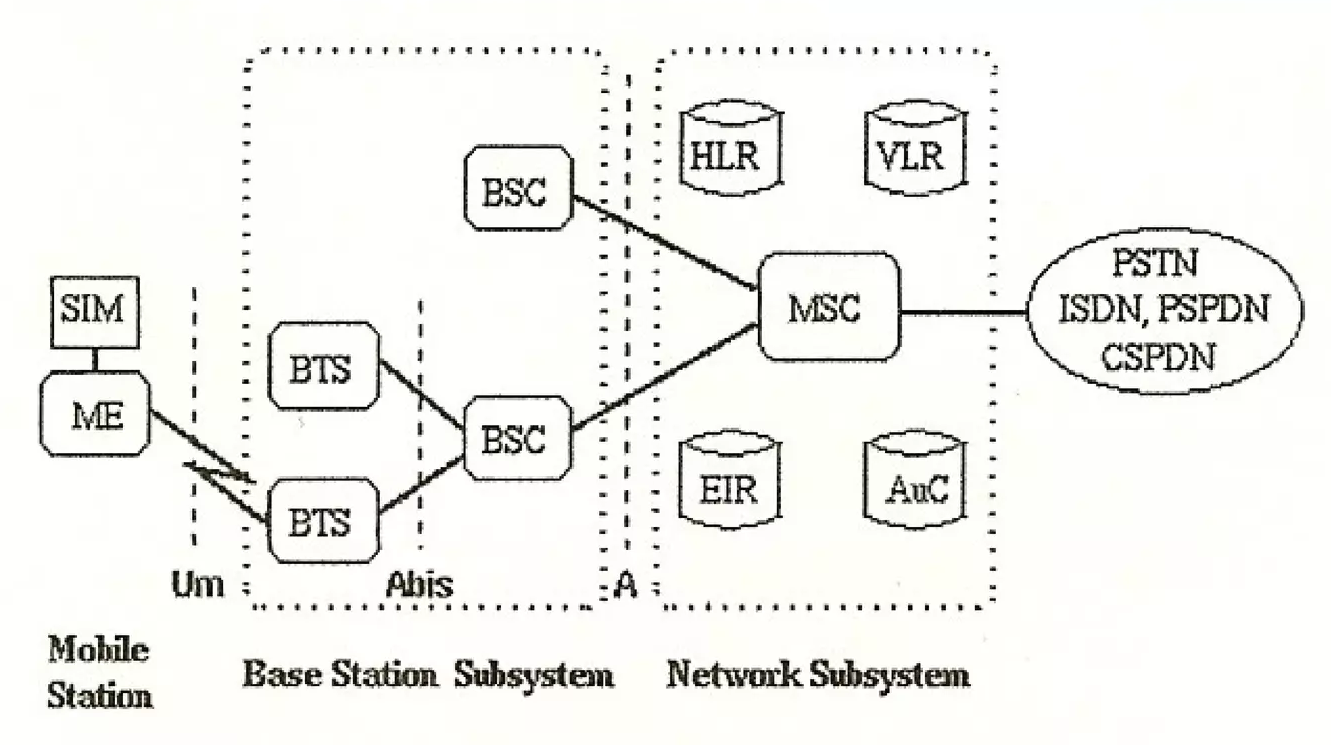 HLR
VLR
BSC
SIM
MSC
PSTN
ISDN, PSPDN
CSPDN
BTS
ME
BSC
EIR
AuC
BTS
Um
Abis
A
Mobile
Station
Base Station Subsystem
Network Subsystem